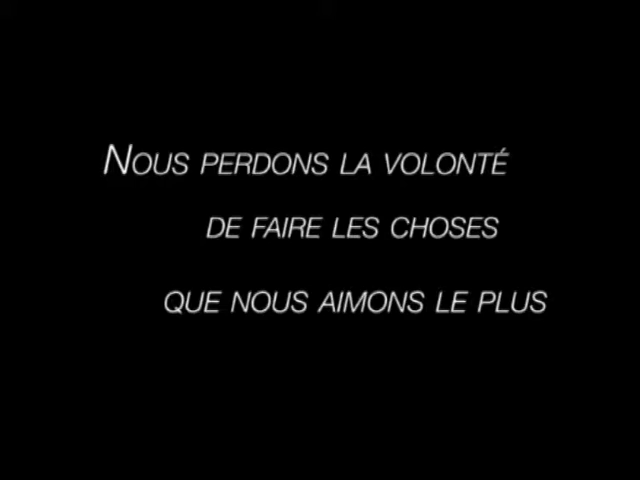 NOUS PERDONS LA VOLONTÉ
DE FAIRE LES CHOSES
QUE NOUS AIMONS LE PLUS